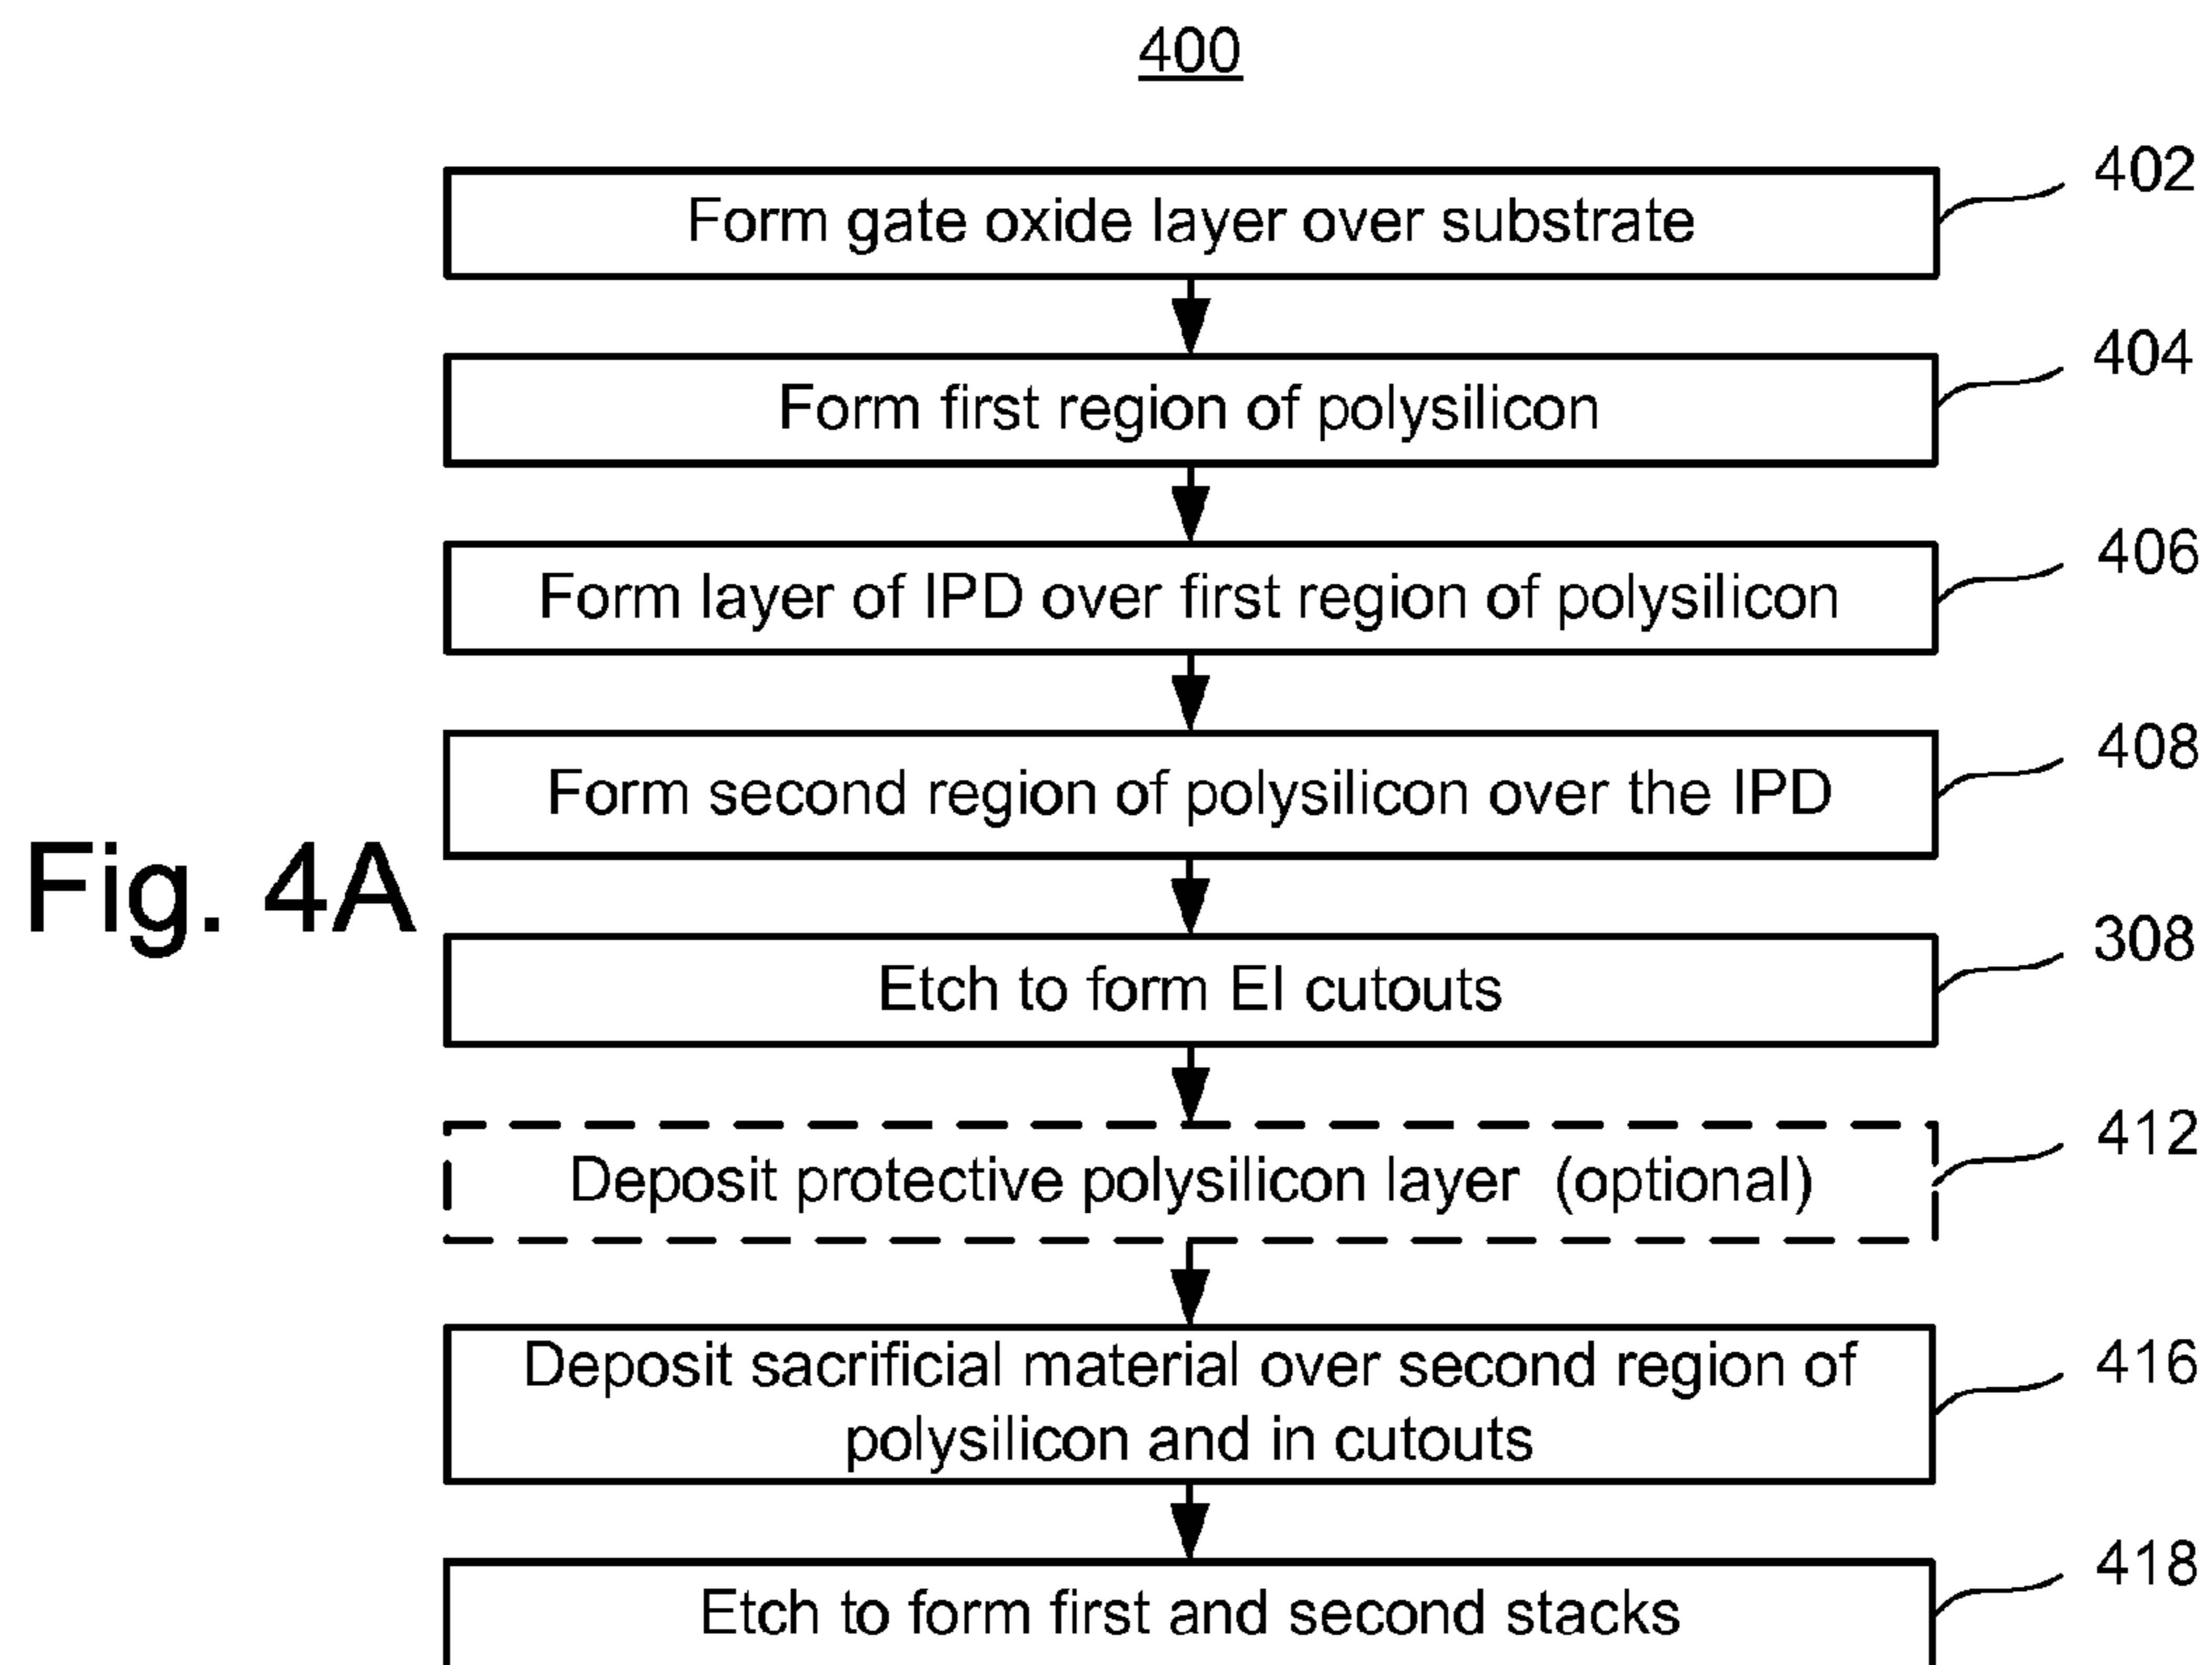 400
Form gate oxide layer over substrate
402
Form first region of polysilicon
404
Form layer of IPD over first region of polysilicon
406
Form second region of polysilicon over the IPD
408
Fig. 4A
Etch to form EI cutouts
308
Deposit protective polysilicon layer (optional)
412
Deposit sacrificial material over second region of
polysilicon and in cutouts
416
Etch to form first and second stacks
418